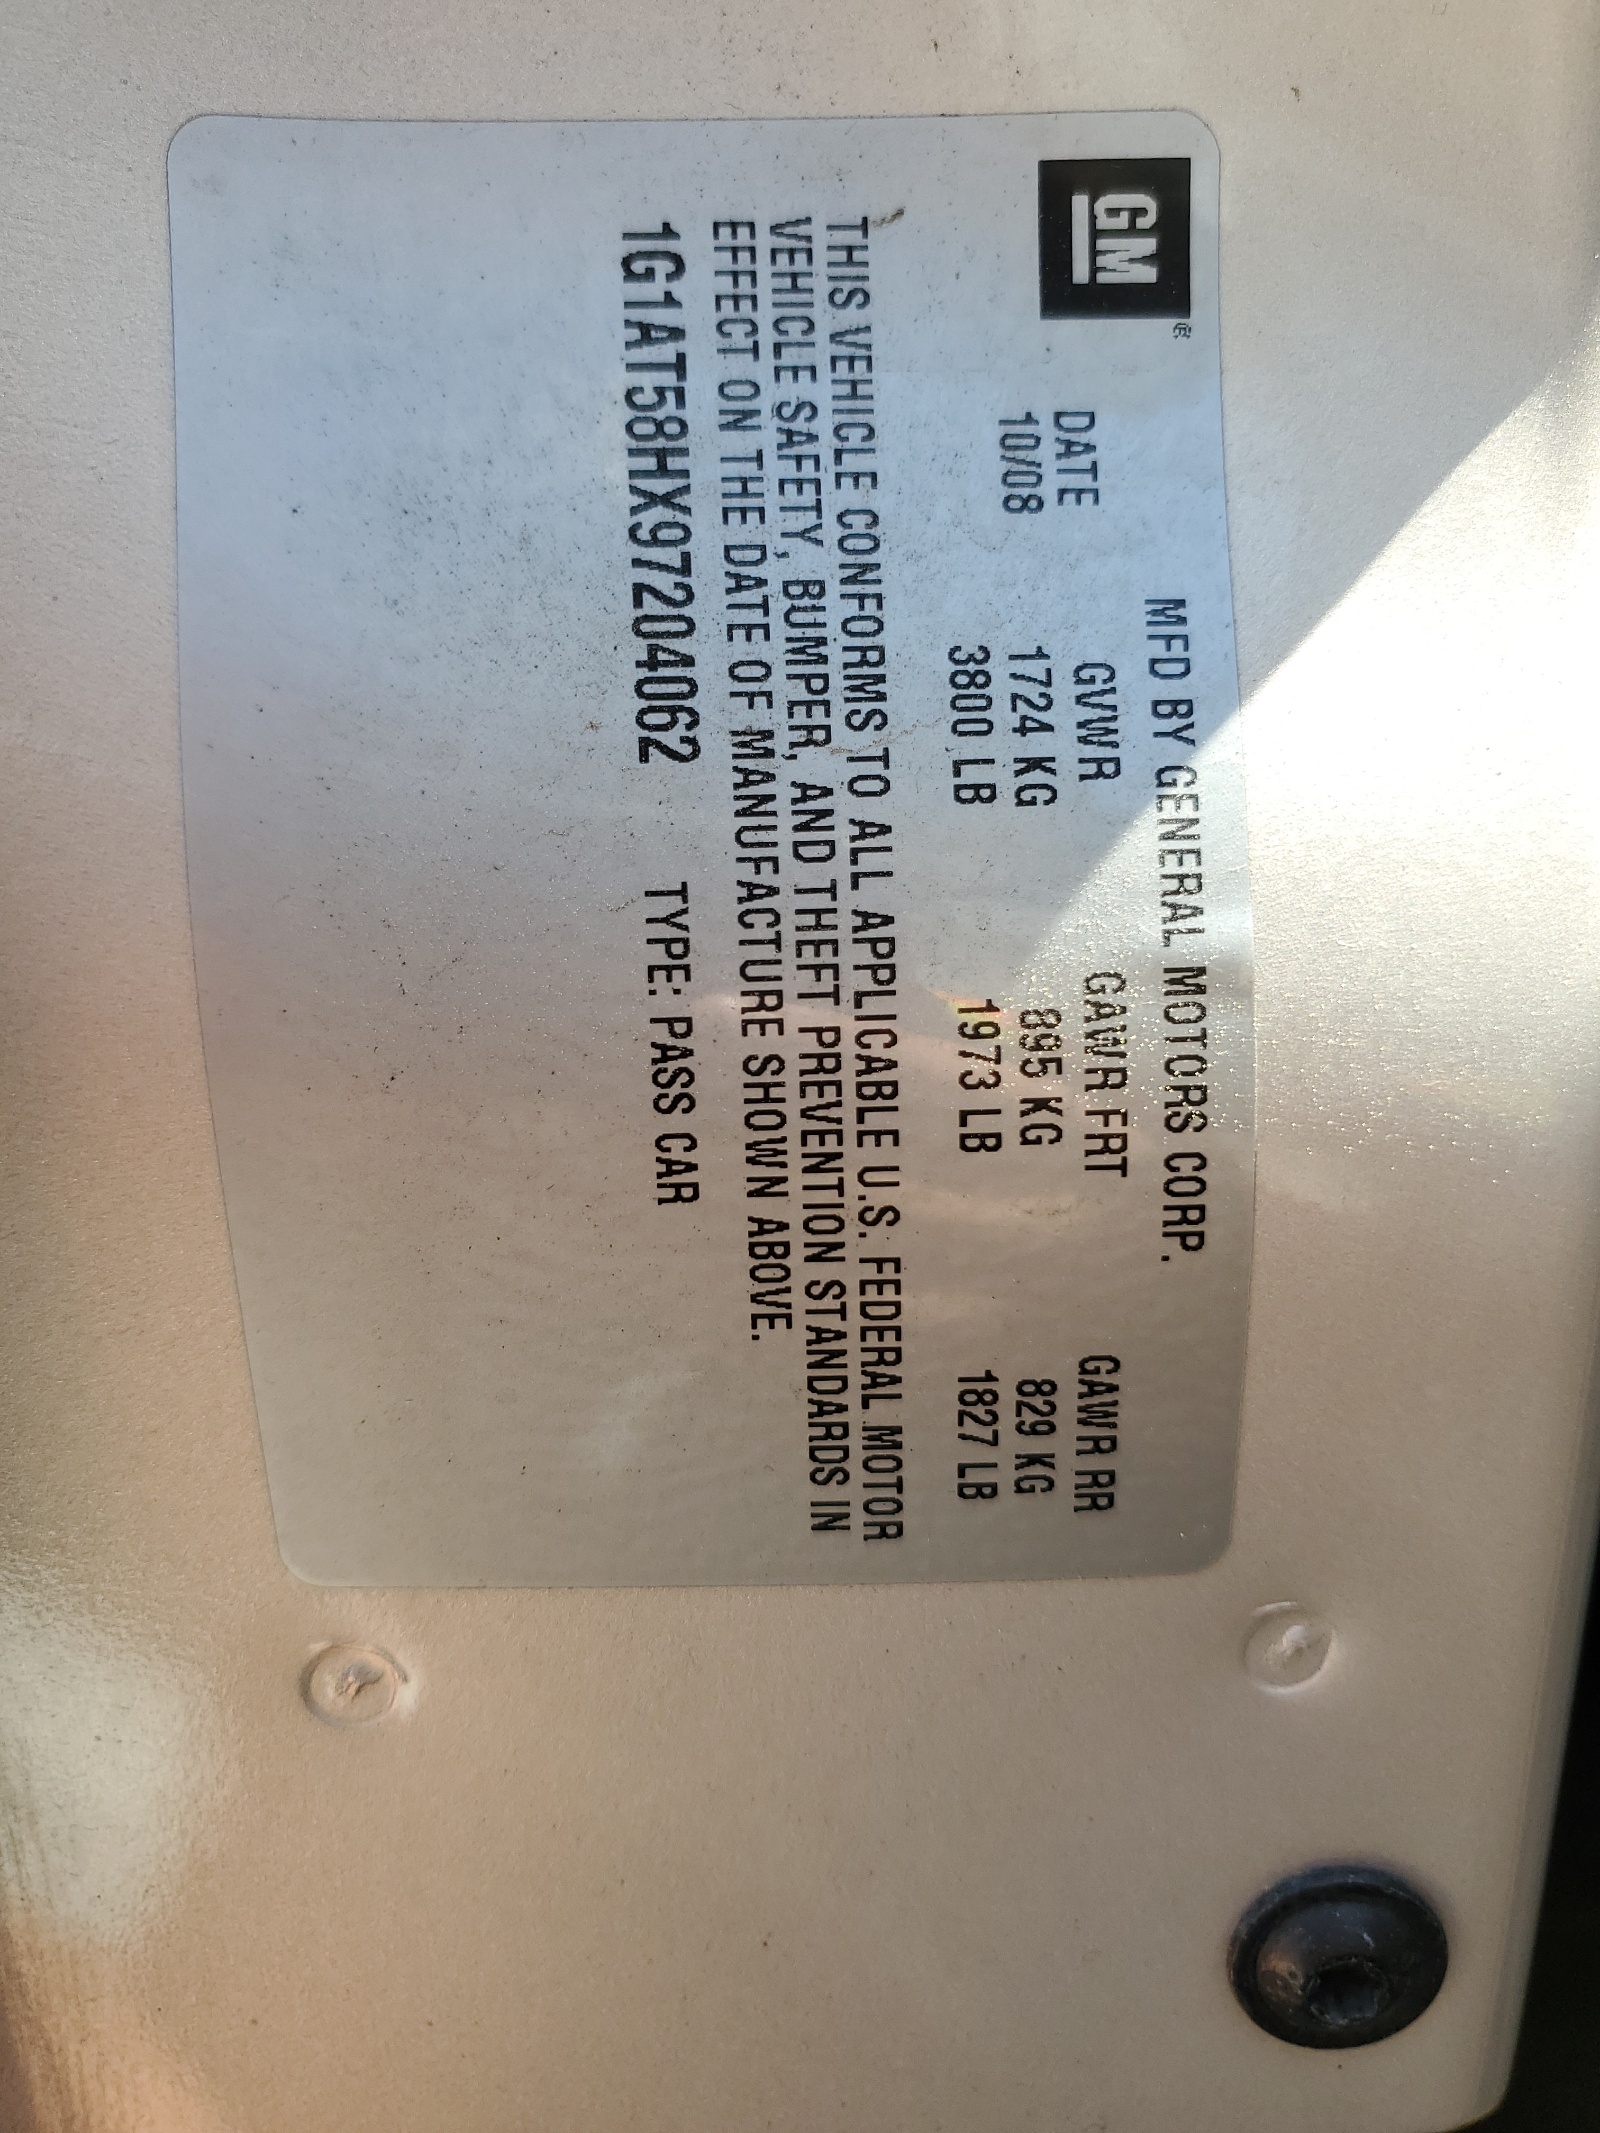 GM®
MFD BY GENERAL MOTORS CORP.
DATE GVWR GAWR FRT GAWR RR
10/08 1724 KG 895 KG 829 KG
3800 LB 1973 LB 1827 LB
THIS VEHICLE CONFORMS TO ALL APPLICABLE U.S. FEDERAL MOTOR
VEHICLE SAFETY, BUMPER, AND THEFT PREVENTION STANDARDS IN
EFFECT ON THE DATE OF MANUFACTURE SHOWN ABOVE.
1G1AT58HX97204062 TYPE: PASS CAR